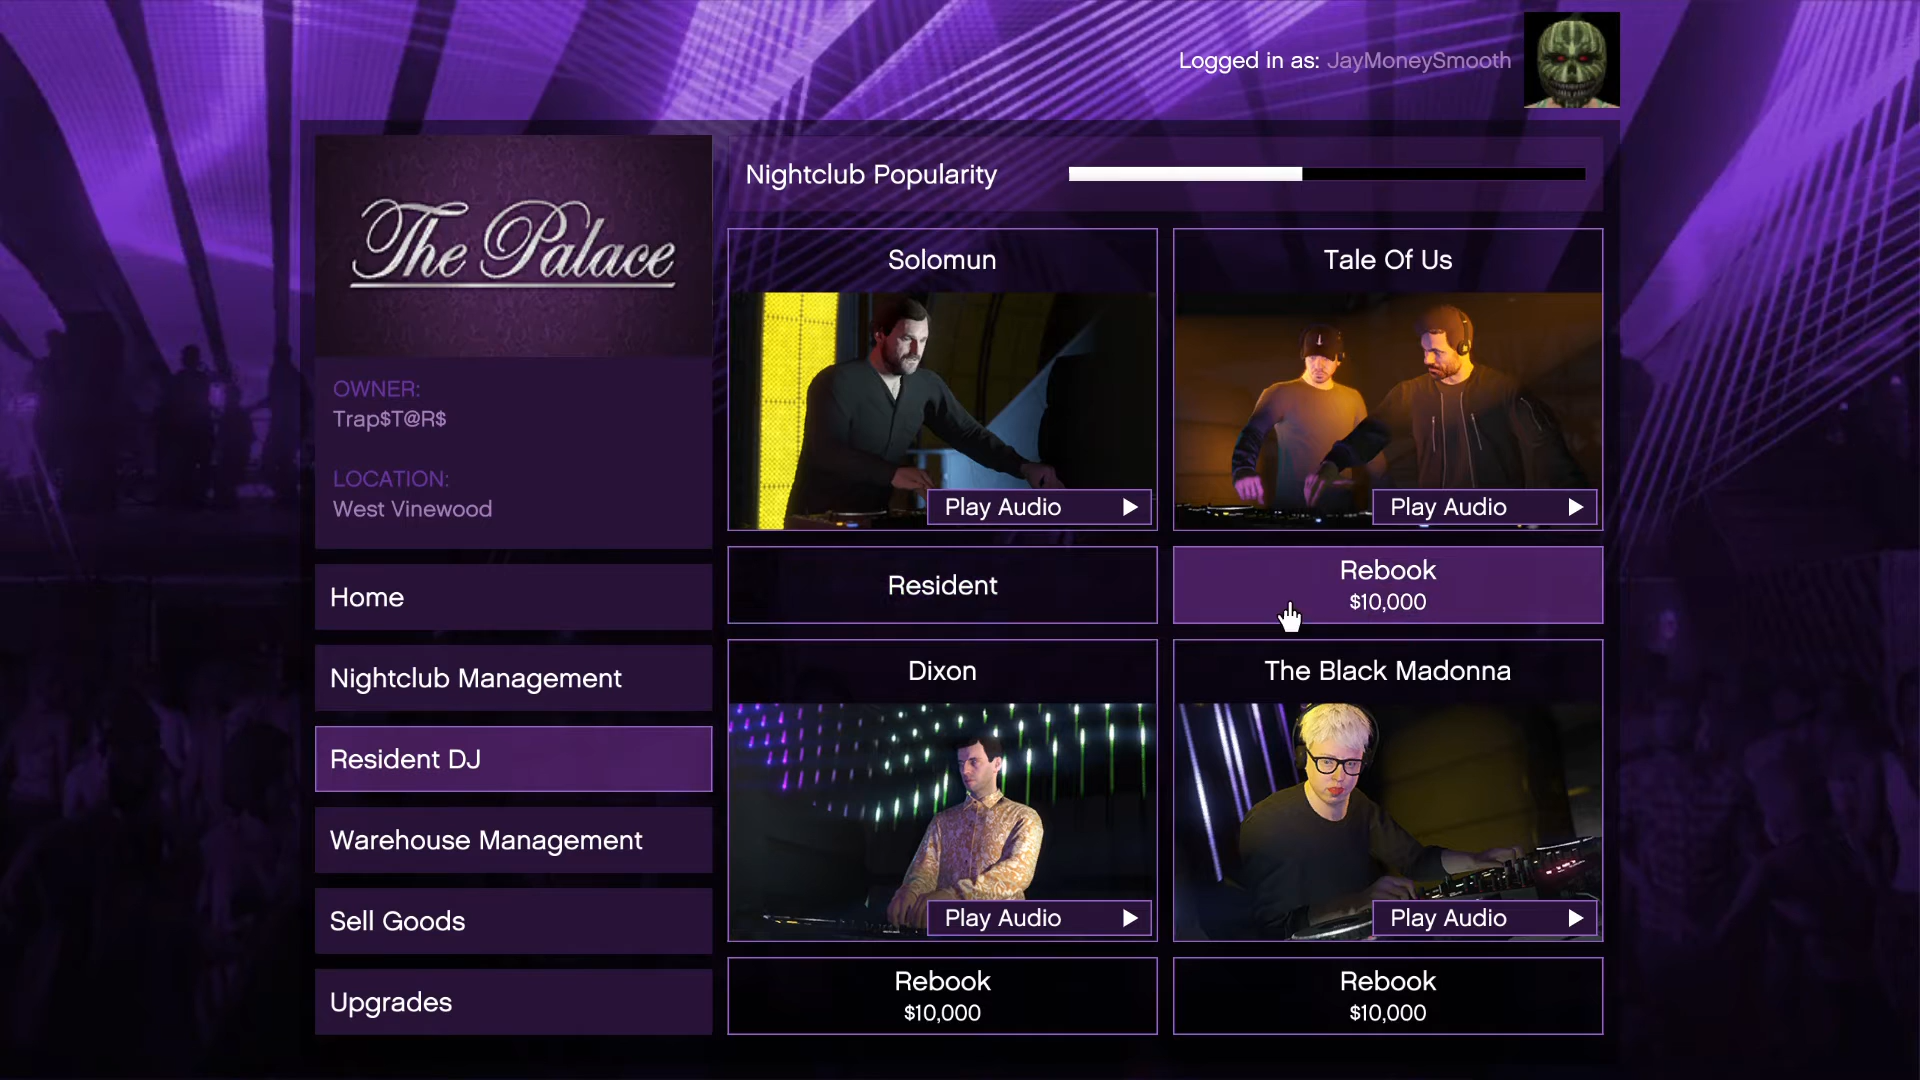 Logged in as: JayMoneySmooth
The Palace
OWNER:
Trap$T@R$
LOCATION:
West Vinewood
Home
Nightclub Management
Resident DJ
Warehouse Management
Sell Goods
Upgrades
Nightclub Popularity
Solomun
Play Audio
Resident
Tale Of Us
Play Audio
Rebook
$10,000
Dixon
Play Audio
Rebook
$10,000
The Black Madonna
Play Audio
Rebook
$10,000